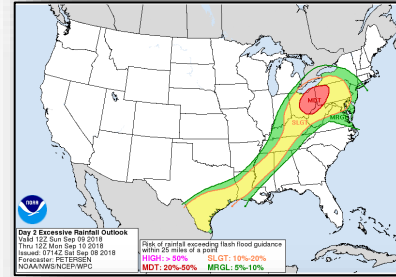 MDT
SLGT
MRGL
noaa
Day 2 Excessive Rainfall Outlook
Valid 12Z Sun Sep 09 2018
Thru 12Z Mon Sep 10 2018
Issued: 0714Z Sat Sep 08 2018
Forecaster: PETERSEN
NOAA/NWS/NCEP/WPC
Risk of rainfall exceeding flash flood guidance
within 25 miles of a point
HIGH: > 50% SLGT: 10%-20%
MDT: 20%-50% MRGL: 5%-10%